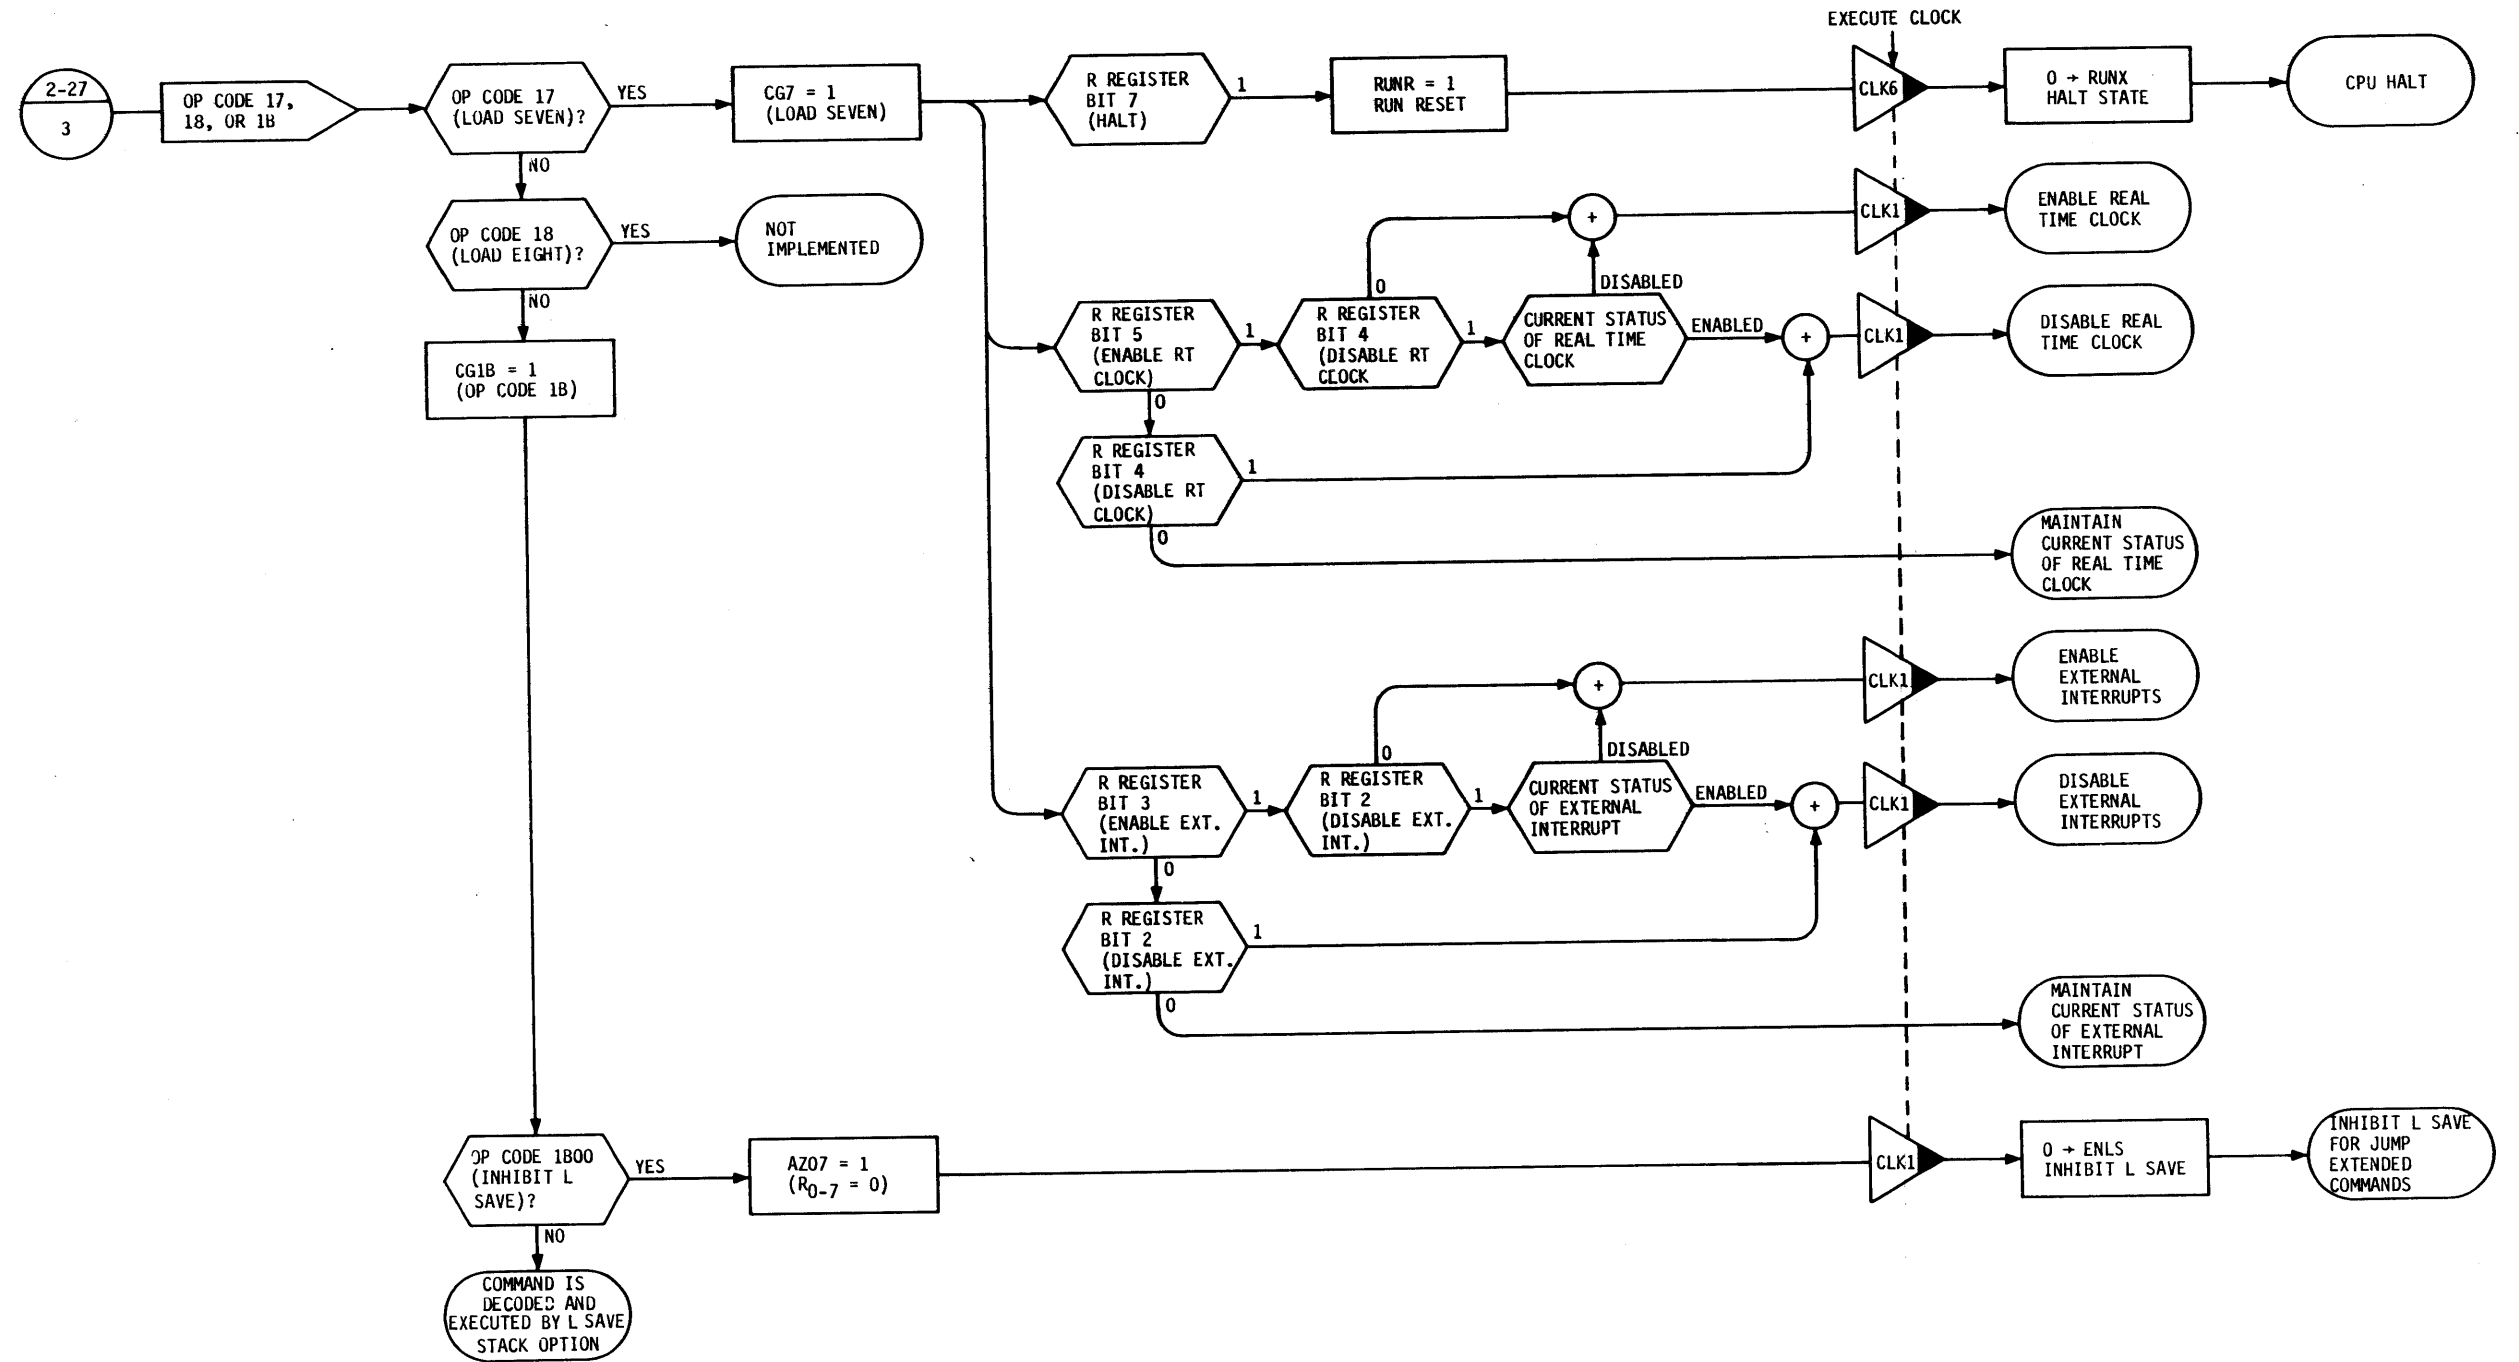 EXECUTE CLOCK
2-27
3
OP CODE 17,
18, OR 1B
OP CODE 17
(LOAD SEVEN)?
YES
NO
CG7 = 1
(LOAD SEVEN)
R REGISTER
BIT 7
(HALT)
1
RUNR = 1
RUN RESET
CLK6
0 → RUNX
HALT STATE
CPU HALT
OP CODE 18
(LOAD EIGHT)?
YES
NO
NOT
IMPLEMENTED
+
CLK1
ENABLE REAL
TIME CLOCK
CG1B = 1
(OP CODE 1B)
R REGISTER
BIT 5
(ENABLE RT
CLOCK)
1
0
R REGISTER
BIT 4
(DISABLE RT
CLOCK
0
1
CURRENT STATUS
OF REAL TIME
CLOCK
DISABLED
ENABLED
+
CLK1
DISABLE REAL
TIME CLOCK
R REGISTER
BIT 4
(DISABLE RT
CLOCK)
1
0
MAINTAIN
CURRENT STATUS
OF REAL TIME
CLOCK
+
CLK1
ENABLE
EXTERNAL
INTERRUPTS
R REGISTER
BIT 3
(ENABLE EXT.
INT.)
1
0
R REGISTER
BIT 2
(DISABLE EXT.
INT.)
0
1
CURRENT STATUS
OF EXTERNAL
INTERRUPT
DISABLED
ENABLED
+
CLK1
DISABLE
EXTERNAL
INTERRUPTS
R REGISTER
BIT 2
(DISABLE EXT.
INT.)
1
0
MAINTAIN
CURRENT STATUS
OF EXTERNAL
INTERRUPT
OP CODE 1B00
(INHIBIT L
SAVE)?
YES
NO
AZ07 = 1
(R0-7 = 0)
CLK1
0 → ENLS
INHIBIT L SAVE
INHIBIT L SAVE
FOR JUMP
EXTENDED
COMMANDS
COMMAND IS
DECODED AND
EXECUTED BY L SAVE
STACK OPTION